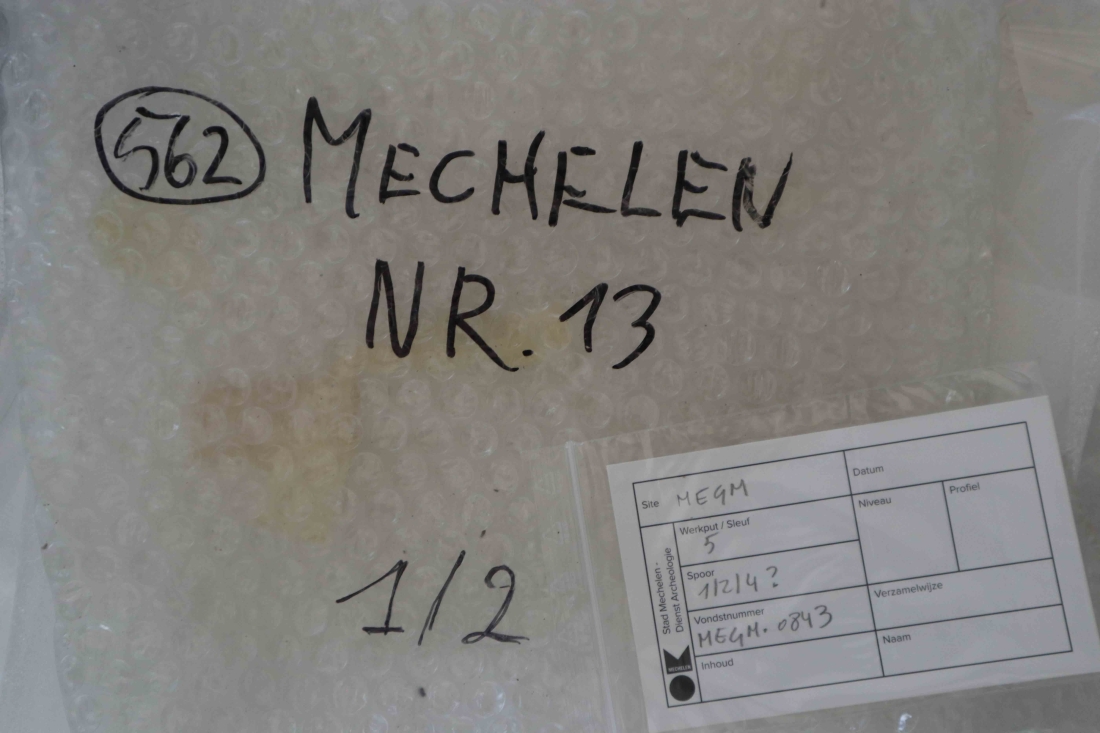 562 MECHELEN
NR. 13
1/2
Site MEGM
Datum
Werkput / Sleuf
5
Niveau
Profiel
Spoor
1/2/4?
Vondstnummer
MEGM.0843
Verzamelwijze
Inhoud
Naam
Stad Mechelen -
Dienst Archeologie
MECHELEN